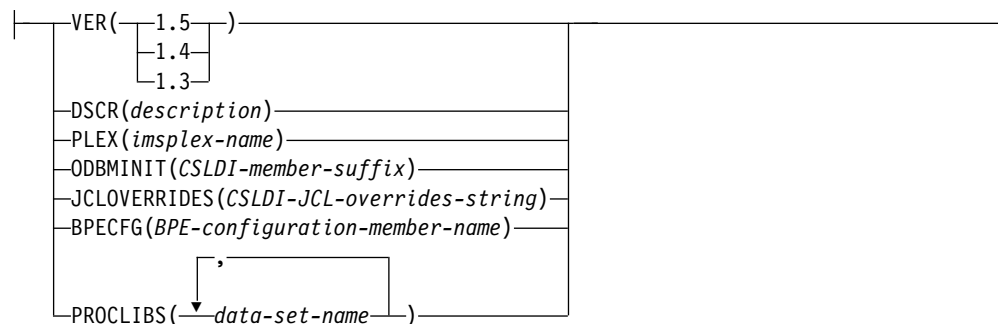 VER( 1.5 )
1.4
1.3
DSCR(description)
PLEX(imsplex-name)
ODBMINIT(CSLDI-member-suffix)
JCLOVERRIDES(CSLDI-JCL-overrides-string)
BPECFG(BPE-configuration-member-name)
,
PROCLIBS( data-set-name )